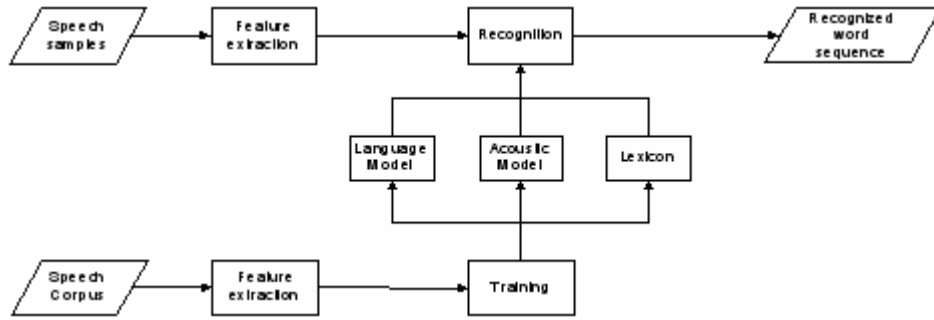 Speech
samples
Feature
extraction
Recognition
Recognized
word
sequence
Language
Model
Acoustic
Model
Lexicon
Speech
Corpus
Feature
extraction
Training